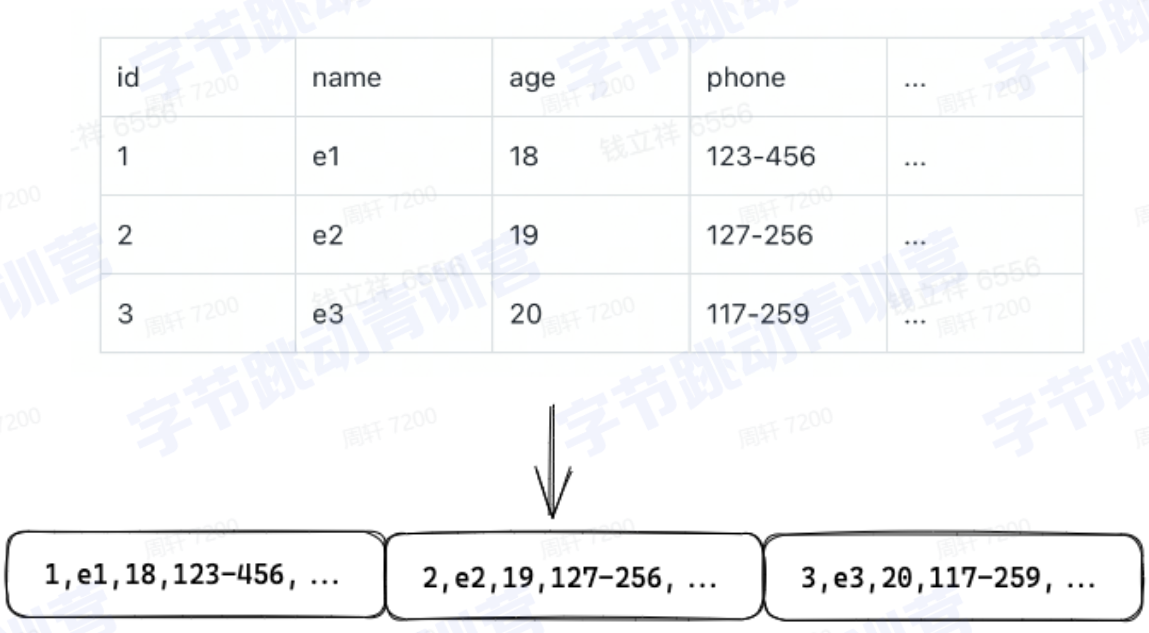 id name age phone ...
1 e1 18 123-456 ...
2 e2 19 127-256 ...
3 e3 20 117-259 ...
1,e1,18,123-456, ...
2,e2,19,127-256, ...
3,e3,20,117-259, ...
字节跳动青训营
周轩 7200
钱立祥 6556